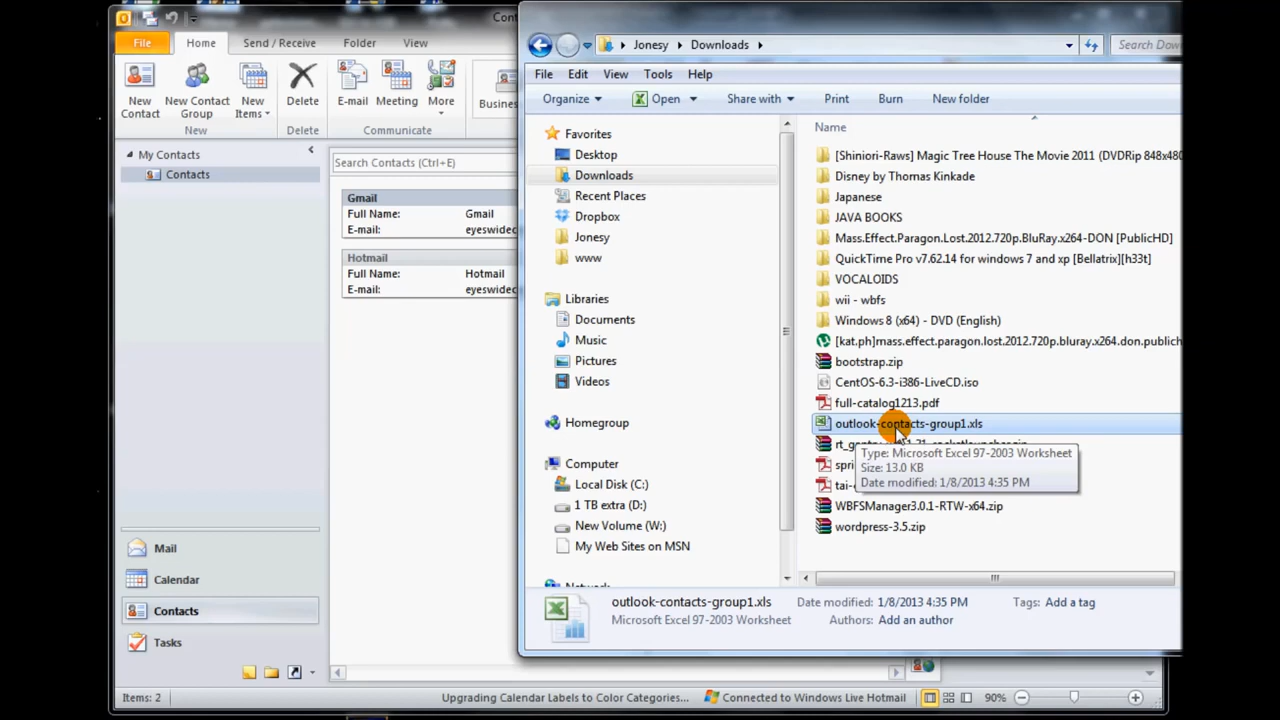 Cont
File
Home
Send / Receive
Folder
View
New Contact
New Contact Group
New Items
Delete
E-mail
Meeting
More
Business
New
Delete
Communicate
My Contacts
Contacts
Search Contacts (Ctrl+E)
Gmail
Full Name: Gmail
E-mail: eyeswidec
Hotmail
Full Name: Hotmail
E-mail: eyeswidec
Mail
Calendar
Contacts
Tasks
Items: 2
Upgrading Calendar Labels to Color Categories...
Connected to Windows Live Hotmail
90%
Jonesy
Downloads
Search Dow
File
Edit
View
Tools
Help
Organize
Open
Share with
Print
Burn
New folder
Favorites
Desktop
Downloads
Recent Places
Dropbox
Jonesy
www
Libraries
Documents
Music
Pictures
Videos
Homegroup
Computer
Local Disk (C:)
1 TB extra (D:)
New Volume (W:)
My Web Sites on MSN
Name
[Shiniori-Raws] Magic Tree House The Movie 2011 (DVDRip 848x480
Disney by Thomas Kinkade
Japanese
JAVA BOOKS
Mass.Effect.Paragon.Lost.2012.720p.BluRay.x264-DON [PublicHD]
QuickTime Pro v7.62.14 for windows 7 and xp [Bellatrix][h33t]
VOCALOIDS
wii - wbfs
Windows 8 (x64) - DVD (English)
[kat.ph]mass.effect.paragon.lost.2012.720p.bluray.x264.don.publich
bootstrap.zip
CentOS-6.3-i386-LiveCD.iso
full-catalog1213.pdf
outlook-contacts-group1.xls
Type: Microsoft Excel 97-2003 Worksheet
Size: 13.0 KB
Date modified: 1/8/2013 4:35 PM
WBFSManager3.0.1-RTW-x64.zip
wordpress-3.5.zip
outlook-contacts-group1.xls
Date modified: 1/8/2013 4:35 PM
Tags: Add a tag
Microsoft Excel 97-2003 Worksheet
Authors: Add an author